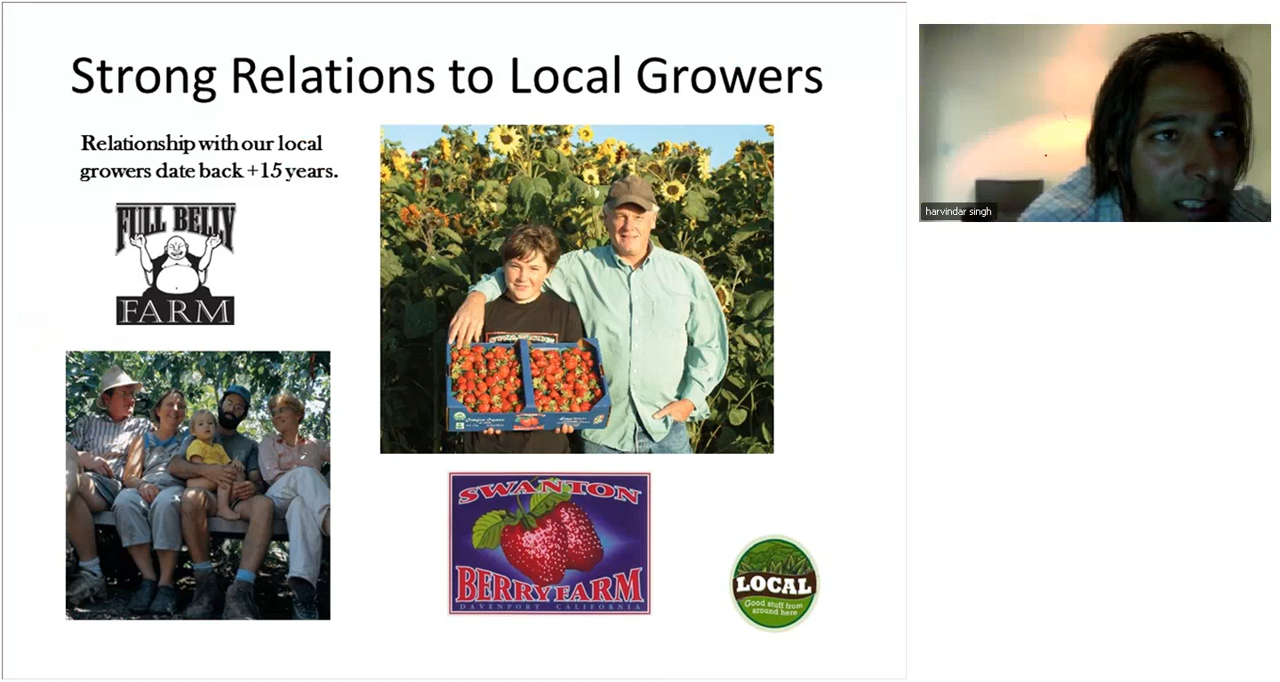 Strong Relations to Local Growers
Relationship with our local
growers date back +15 years.
FULL BELLY
FARM
SWANTON
BERRY FARM
DAVENPORT CALIFORNIA
LOCAL
Good stuff from
around here
harvindar singh